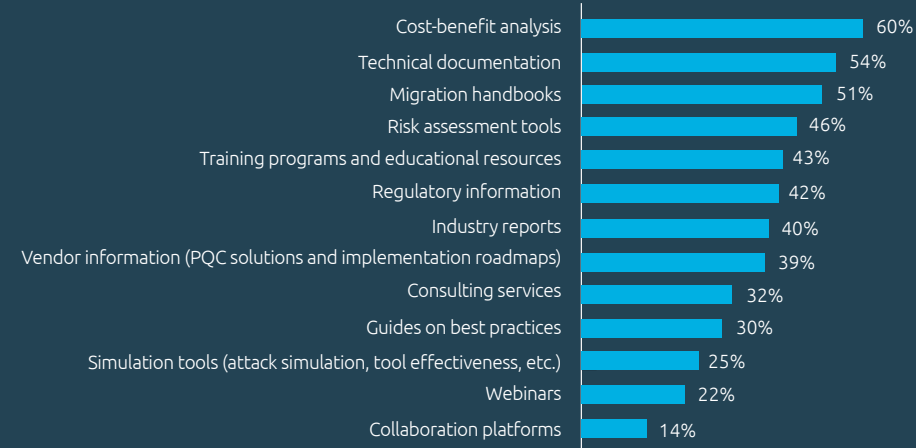 Cost-benefit analysis 60%
Technical documentation 54%
Migration handbooks 51%
Risk assessment tools 46%
Training programs and educational resources 43%
Regulatory information 42%
Industry reports 40%
Vendor information (PQC solutions and implementation roadmaps) 39%
Consulting services 32%
Guides on best practices 30%
Simulation tools (attack simulation, tool effectiveness, etc.) 25%
Webinars 22%
Collaboration platforms 14%